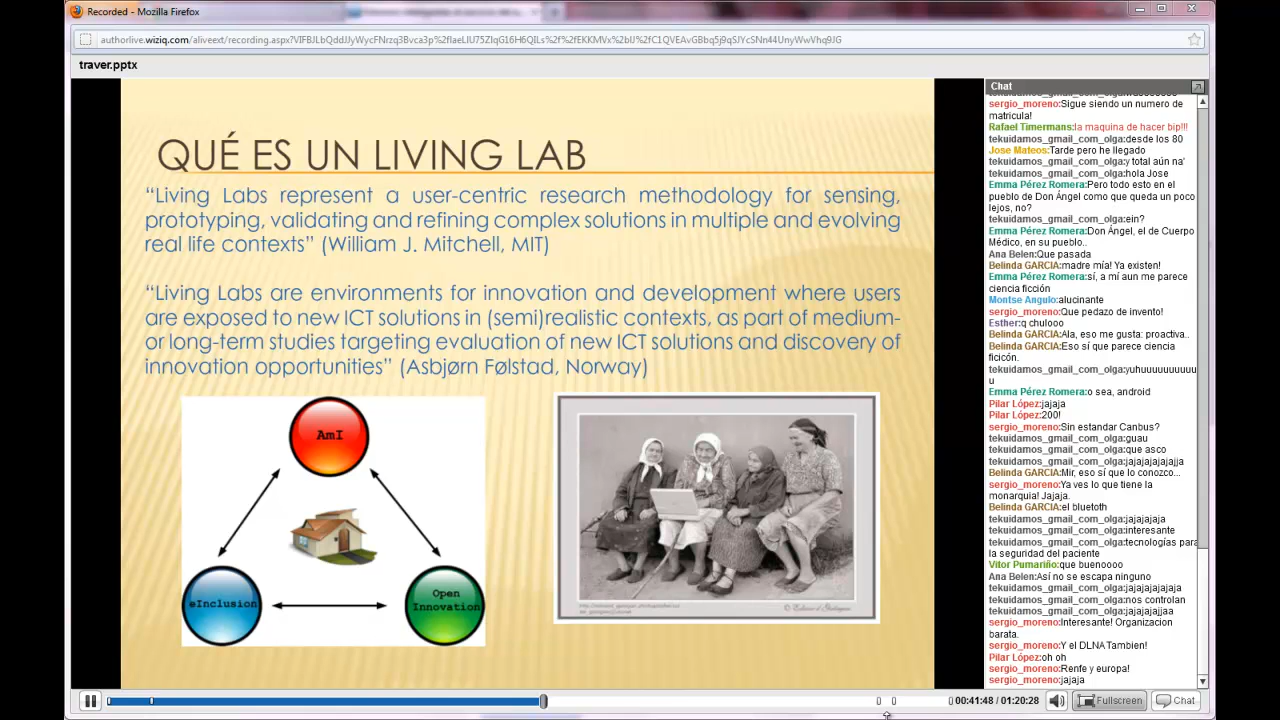 Recorded - Mozilla Firefox
authorlive.wiziq.com/aliveext/recording.aspx?
traver.pptx
QUÉ ES UN LIVING LAB
“Living Labs represent a user-centric research methodology for sensing,
prototyping, validating and refining complex solutions in multiple and evolving
real life contexts” (William J. Mitchell, MIT)
“Living Labs are environments for innovation and development where users
are exposed to new ICT solutions in (semi)realistic contexts, as part of medium-
or long-term studies targeting evaluation of new ICT solutions and discovery of
innovation opportunities” (Asbjørn Følstad, Norway)
AmI
eInclusion
Open
Innovation
Chat
sergio_moreno:Sigue siendo un numero de
matricula!
Rafael Timermans:la maquina de hacer bip!!!
tekuidamos_gmail_com_olga:desde los 80
Jose Mateos:Tarde pero he llegado
tekuidamos_gmail_com_olga:y total aún na'
tekuidamos_gmail_com_olga:hola Jose
Emma Pérez Romera:Pero todo esto en el
pueblo de Don Ángel como que queda un poco
lejos, no?
tekuidamos_gmail_com_olga:ein?
Emma Pérez Romera:Don Ángel, el de Cuerpo
Médico, en su pueblo..
Ana Belen:Que pasada
Belinda GARCIA:madre mía! Ya existen!
Emma Pérez Romera:sí, a mí aun me parece
ciencia ficción
Montse Angulo:alucinante
sergio_moreno:Que pedazo de invento!
Esther:q chulooo
Belinda GARCIA:Ala, eso me gusta: proactiva..
Belinda GARCIA:Eso sí que parece ciencia
ficicón.
tekuidamos_gmail_com_olga:yuhuuuuuuuuuu
u
Emma Pérez Romera:o sea, android
Pilar López:jajaja
Pilar López:200!
sergio_moreno:Sin estandar Canbus?
tekuidamos_gmail_com_olga:guau
tekuidamos_gmail_com_olga:que asco
tekuidamos_gmail_com_olga:jajajajajajajja
Belinda GARCIA:Mir, eso sí que lo conozco...
sergio_moreno:Ya ves lo que tiene la
monarquia! Jajaja.
Belinda GARCIA:el bluetoth
tekuidamos_gmail_com_olga:jajajajaja
tekuidamos_gmail_com_olga:interesante
tekuidamos_gmail_com_olga:tecnologías para
la seguridad del paciente
Vitor Pumariño:que buenoooo
Ana Belen:Así no se escapa ninguno
tekuidamos_gmail_com_olga:jajajajajajaja
tekuidamos_gmail_com_olga:nos controlan
tekuidamos_gmail_com_olga:jajajajajjaa
sergio_moreno:Interesante! Organizacion
barata.
sergio_moreno:Y el DLNA Tambien!
Pilar López:oh oh
sergio_moreno:Renfe y europa!
sergio_moreno:jajaja
00:41:48 / 01:20:28
Fullscreen
Chat